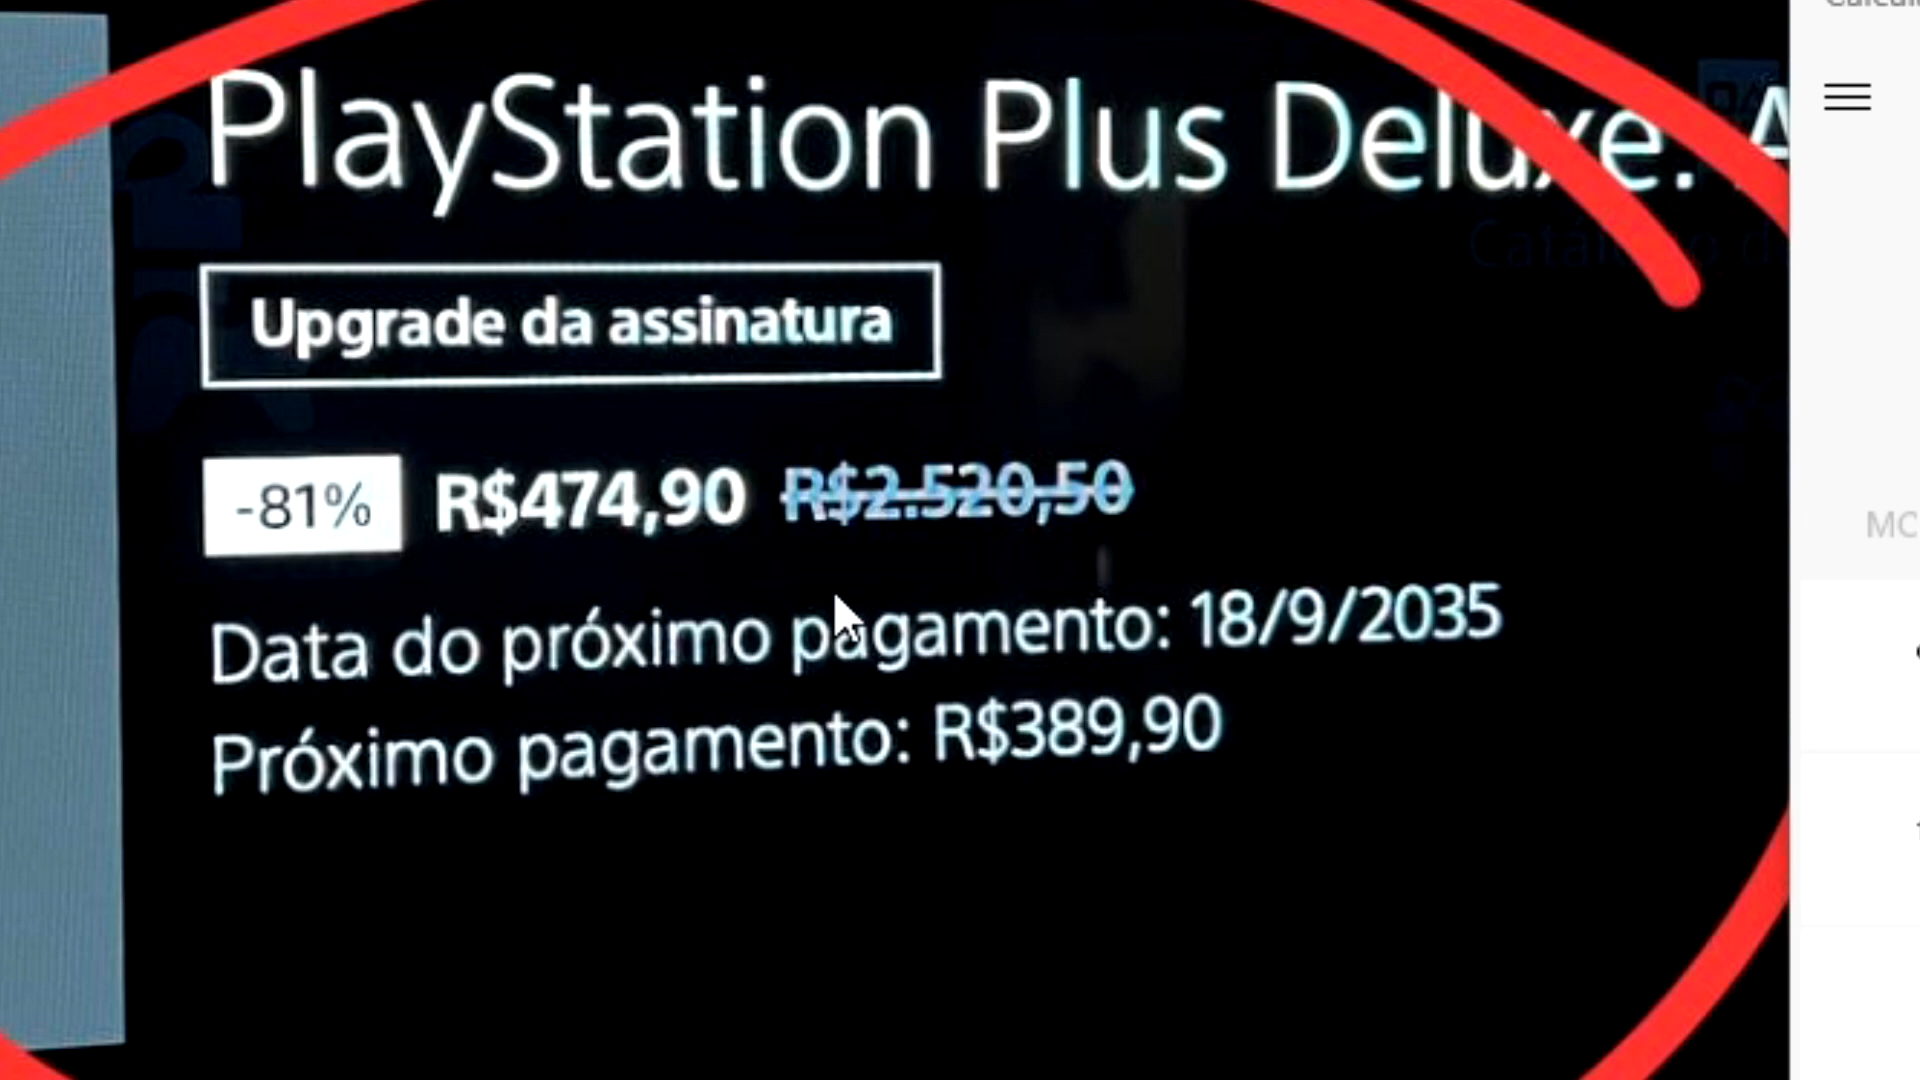 PlayStation Plus Deluxe:
Upgrade da assinatura
-81% R$474,90 R$2.520,50
Data do próximo pagamento: 18/9/2035
Próximo pagamento: R$389,90